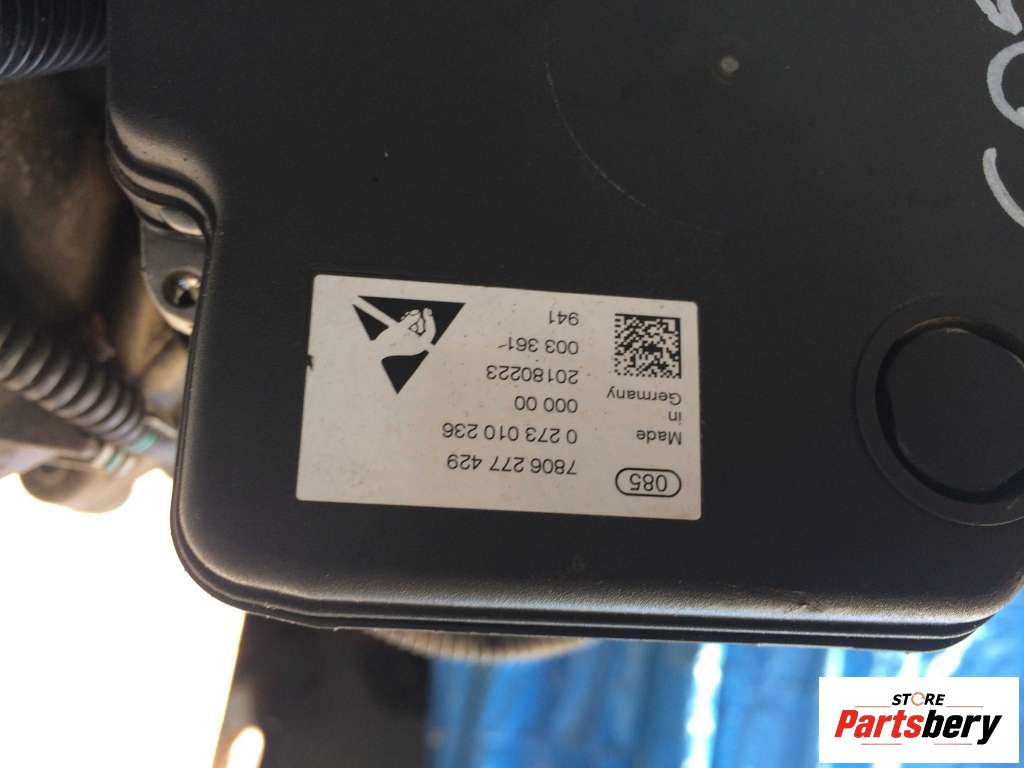 085
7806 277 429
0 273 010 236
000 00
20180223
003 361
941
Made
in
Germany
STORE
Partsbery